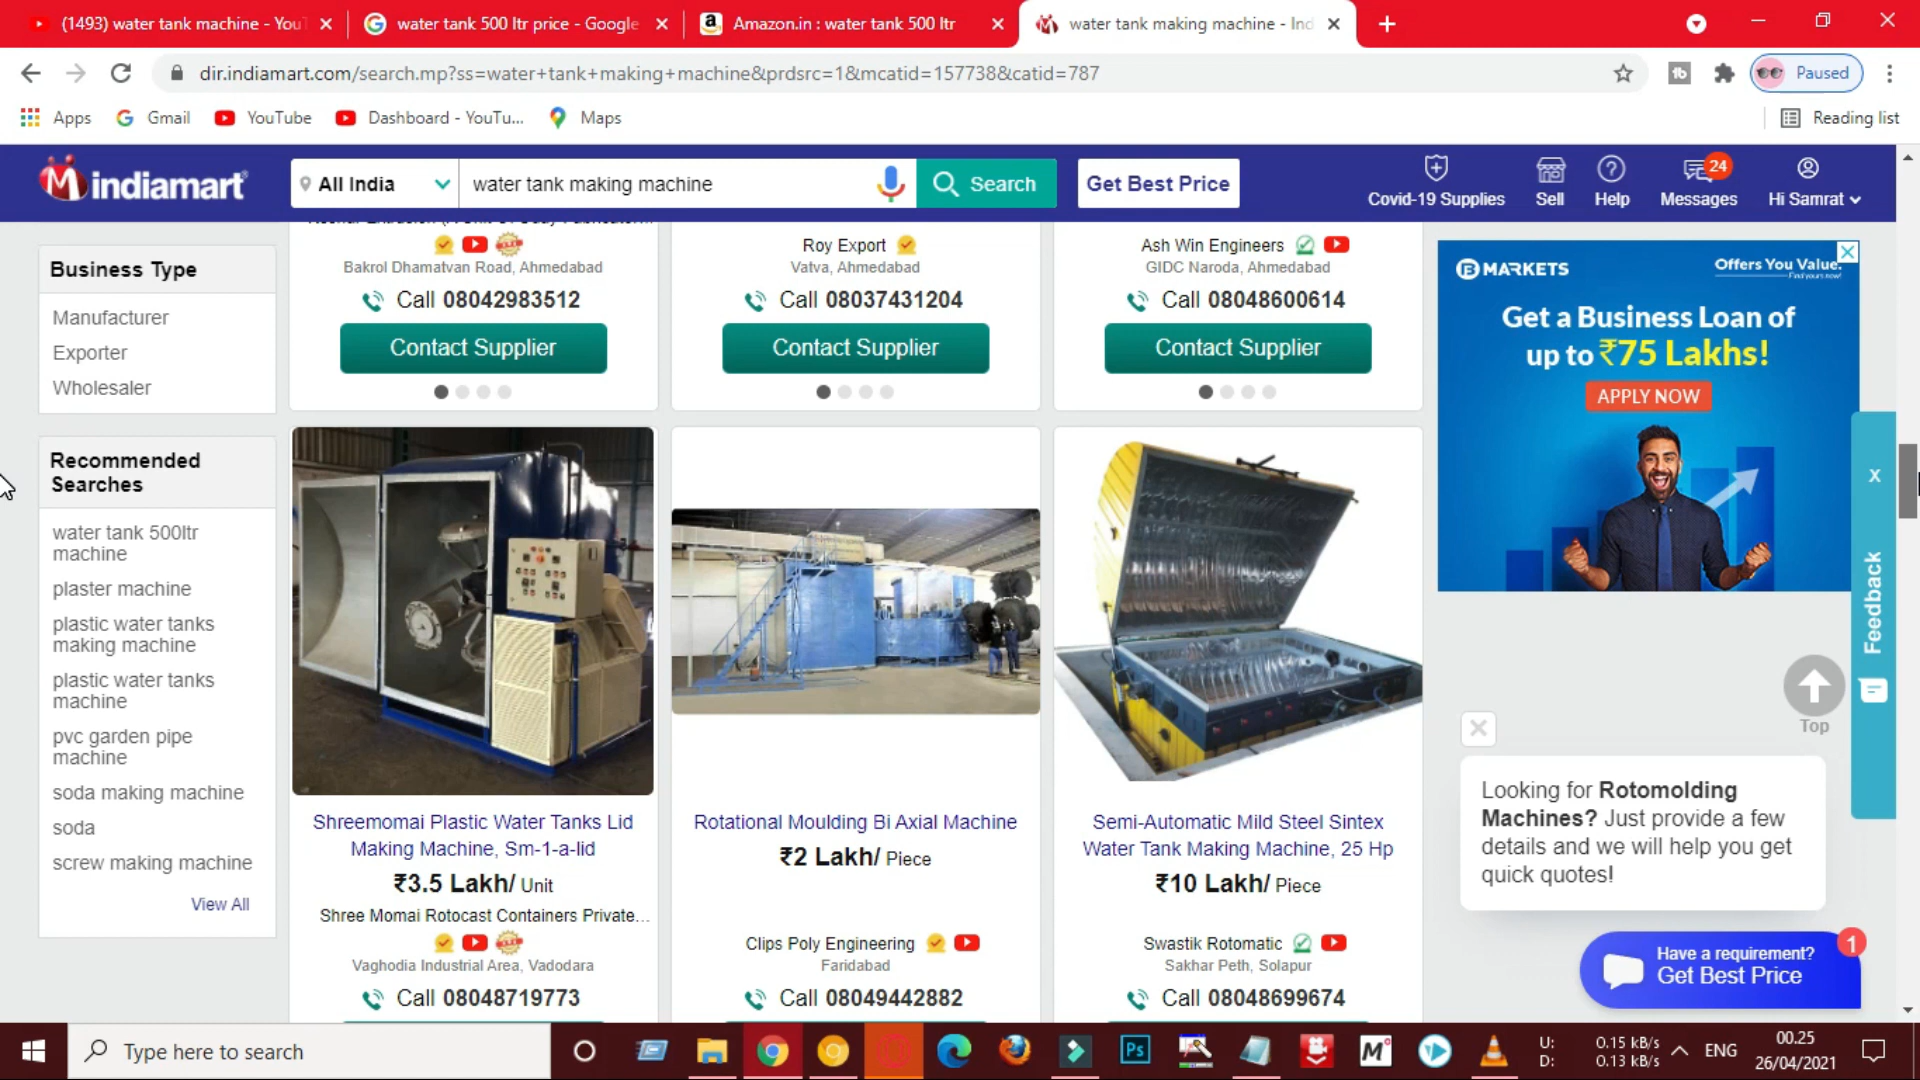 (1493) water tank machine - You
water tank 500 ltr price - Google
Amazon.in : water tank 500 ltr
water tank making machine - Ind
dir.indiamart.com/search.mp?ss=water+tank+making+machine&prdsrc=1&mcatid=157738&catid=787
Paused
Apps
Gmail
YouTube
Dashboard - YouTu...
Maps
Reading list
indiamart
All India
water tank making machine
Search
Get Best Price
Covid-19 Supplies
Sell
Help
24
Messages
Hi Samrat
Business Type
Manufacturer
Exporter
Wholesaler
Recommended
Searches
water tank 500ltr
machine
plaster machine
plastic water tanks
making machine
plastic water tanks
machine
pvc garden pipe
machine
soda making machine
soda
screw making machine
View All
Bakrol Dhamatvan Road, Ahmedabad
Call 08042983512
Contact Supplier
Roy Export
Vatva, Ahmedabad
Call 08037431204
Contact Supplier
Ash Win Engineers
GIDC Naroda, Ahmedabad
Call 08048600614
Contact Supplier
Shreemomai Plastic Water Tanks Lid
Making Machine, Sm-1-a-lid
₹3.5 Lakh/ Unit
Shree Momai Rotocast Containers Private...
Vaghodia Industrial Area, Vadodara
Call 08048719773
Rotational Moulding Bi Axial Machine
₹2 Lakh/ Piece
Clips Poly Engineering
Faridabad
Call 08049442882
Semi-Automatic Mild Steel Sintex
Water Tank Making Machine, 25 Hp
₹10 Lakh/ Piece
Swastik Rotomatic
Sakhar Peth, Solapur
Call 08048699674
MARKETS
Offers You Value.
Get a Business Loan of
up to ₹75 Lakhs!
APPLY NOW
x
Feedback
Top
Looking for Rotomolding
Machines? Just provide a few
details and we will help you get
quick quotes!
Have a requirement?
Get Best Price
1
Type here to search
Ps
U:
D:
0.15 kB/s
0.13 kB/s
ENG
00.25
26/04/2021